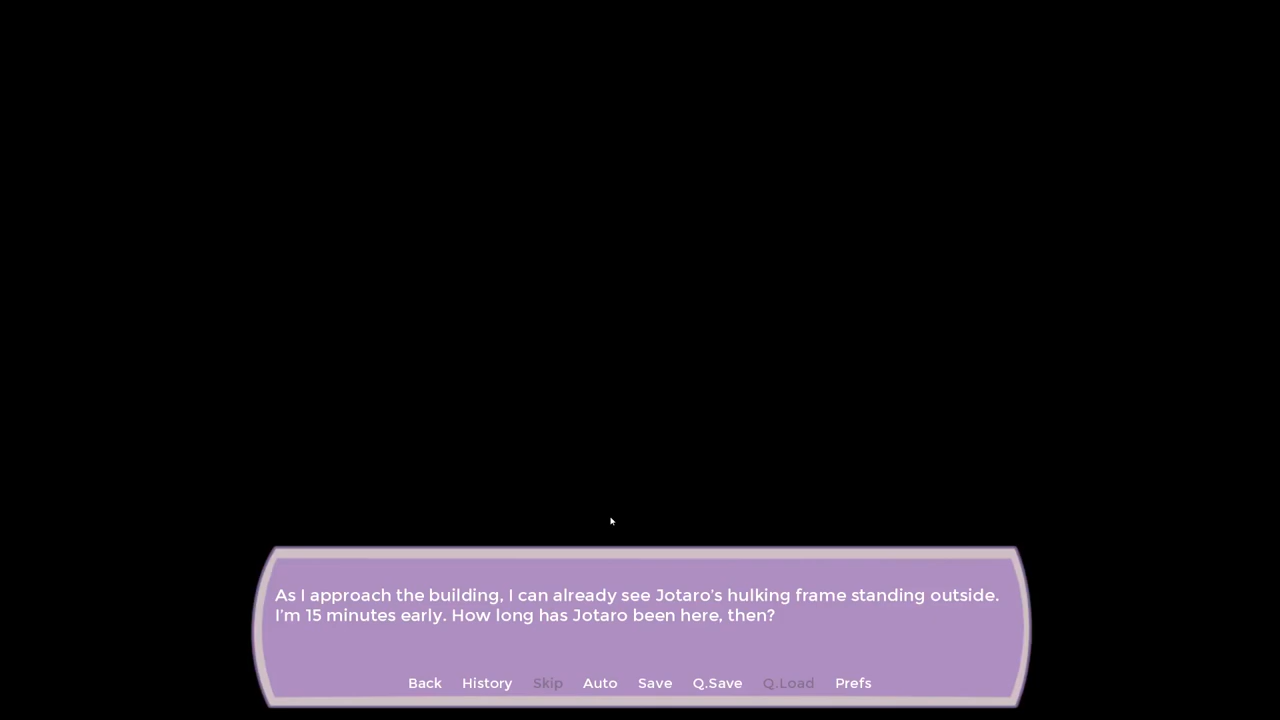 As I approach the building, I can already see Jotaro’s hulking frame standing outside.
I’m 15 minutes early. How long has Jotaro been here, then?
Back History Skip Auto Save Q.Save Q.Load Prefs